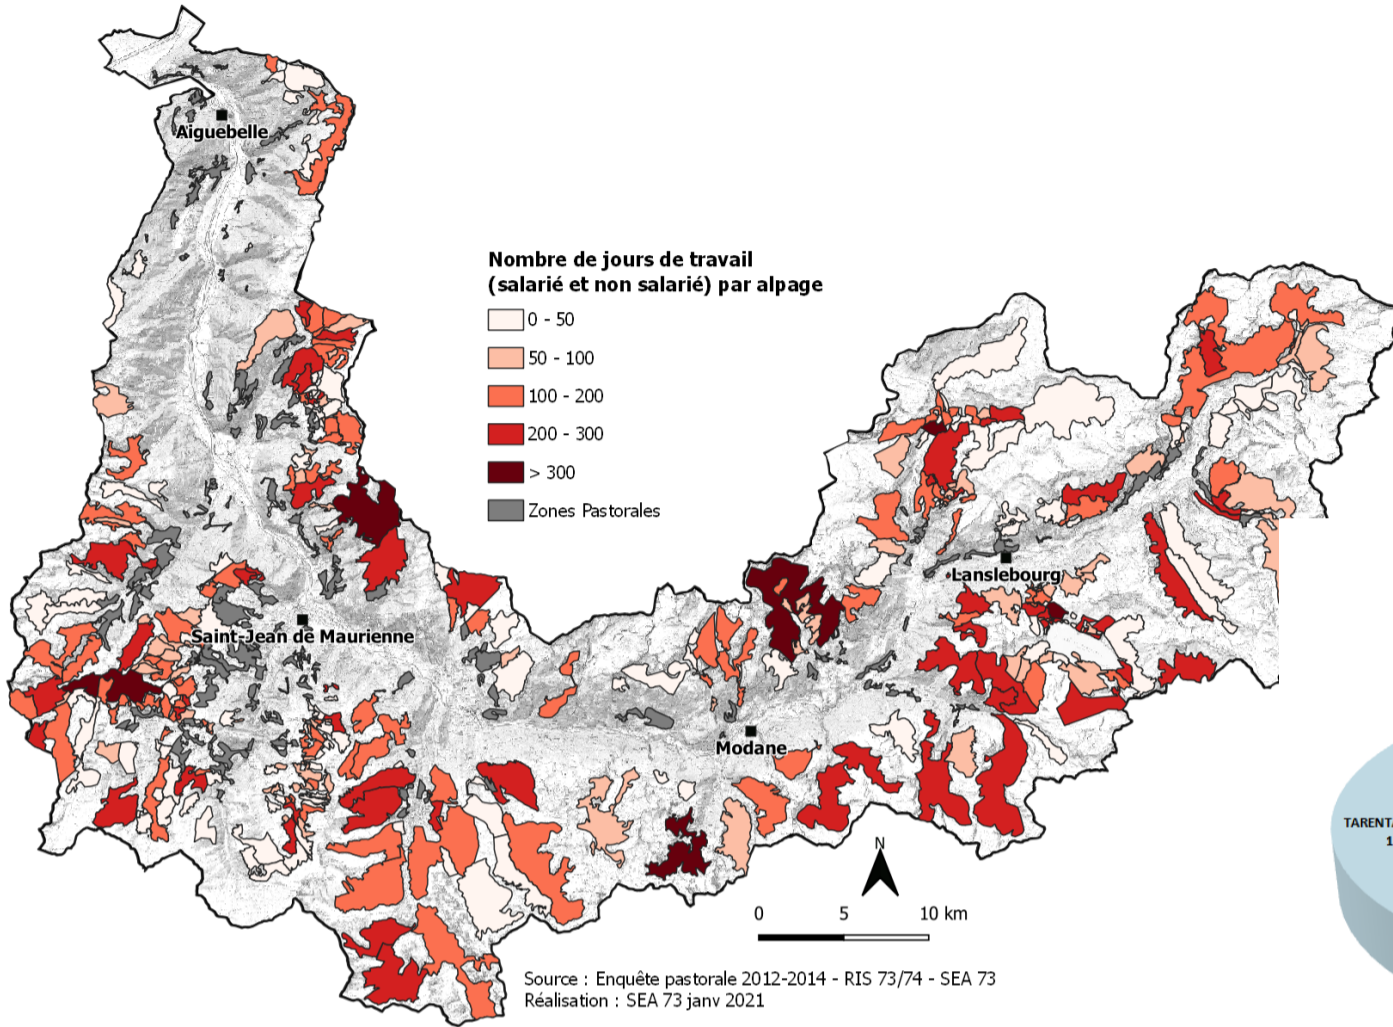 Aiguebelle
Nombre de jours de travail
(salarié et non salarié) par alpage
0 - 50
50 - 100
100 - 200
200 - 300
> 300
Zones Pastorales
Lanslebourg
Saint-Jean de Maurienne
Modane
N
0 5 10 km
TARENTA
1
Source : Enquête pastorale 2012-2014 - RIS 73/74 - SEA 73
Réalisation : SEA 73 janv 2021